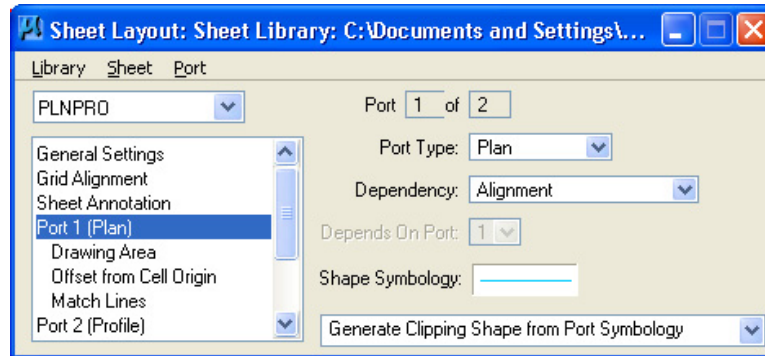 Sheet Layout: Sheet Library: C:\Documents and Settings\...
Library Sheet Port
PLNPRO
General Settings
Grid Alignment
Sheet Annotation
Port 1 (Plan)
Drawing Area
Offset from Cell Origin
Match Lines
Port 2 (Profile)
Port 1 of 2
Port Type: Plan
Dependency: Alignment
Depends On Port: 1
Shape Symbology:
Generate Clipping Shape from Port Symbology